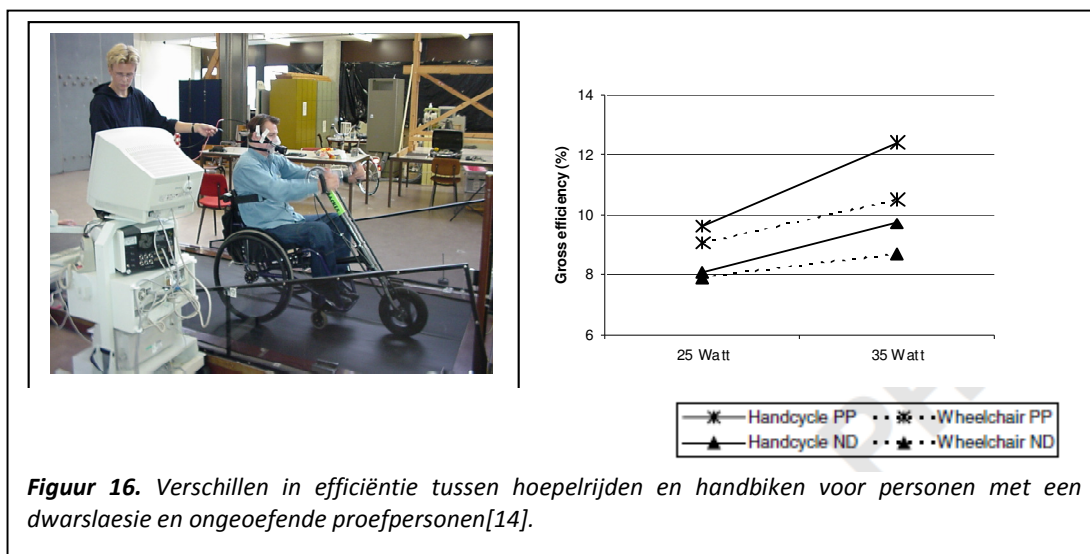 14
12
10
8
6
Gross efficiency (%)
25 Watt 35 Watt
Handcycle PP Wheelchair PP
Handcycle ND Wheelchair ND
Figuur 16. Verschillen in efficiëntie tussen hoepelrijden en handbiken voor personen met een
dwarslaesie en ongeoefende proefpersonen[14].